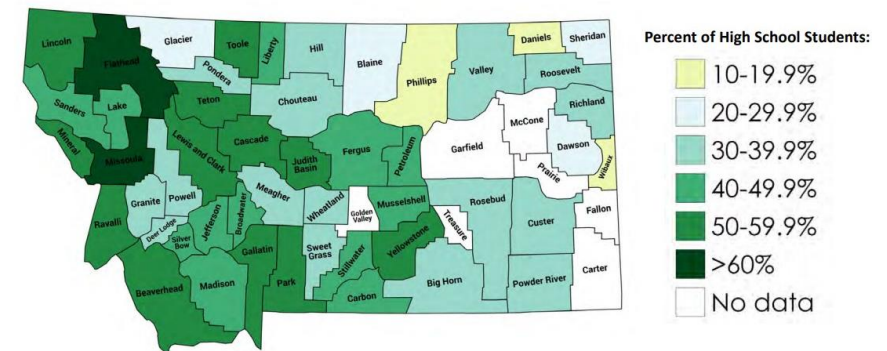 Percent of High School Students:
10-19.9%
20-29.9%
30-39.9%
40-49.9%
50-59.9%
>60%
No data
Lincoln
Flathead
Glacier
Toole
Liberty
Hill
Blaine
Phillips
Daniels
Sheridan
Valley
Roosevelt
Pondera
Teton
Chouteau
Richland
Sanders
Lake
McCone
Dawson
Wibaux
Mineral
Missoula
Lewis and Clark
Cascade
Judith
Basin
Fergus
Petroleum
Garfield
Prairie
Powell
Granite
Meagher
Wheatland
Golden
Valley
Musselshell
Rosebud
Treasure
Custer
Fallon
Ravalli
Deer Lodge
Silver
Bow
Jefferson
Broadwater
Sweet
Grass
Stillwater
Yellowstone
Gallatin
Park
Big Horn
Powder River
Carter
Beaverhead
Madison
Carbon